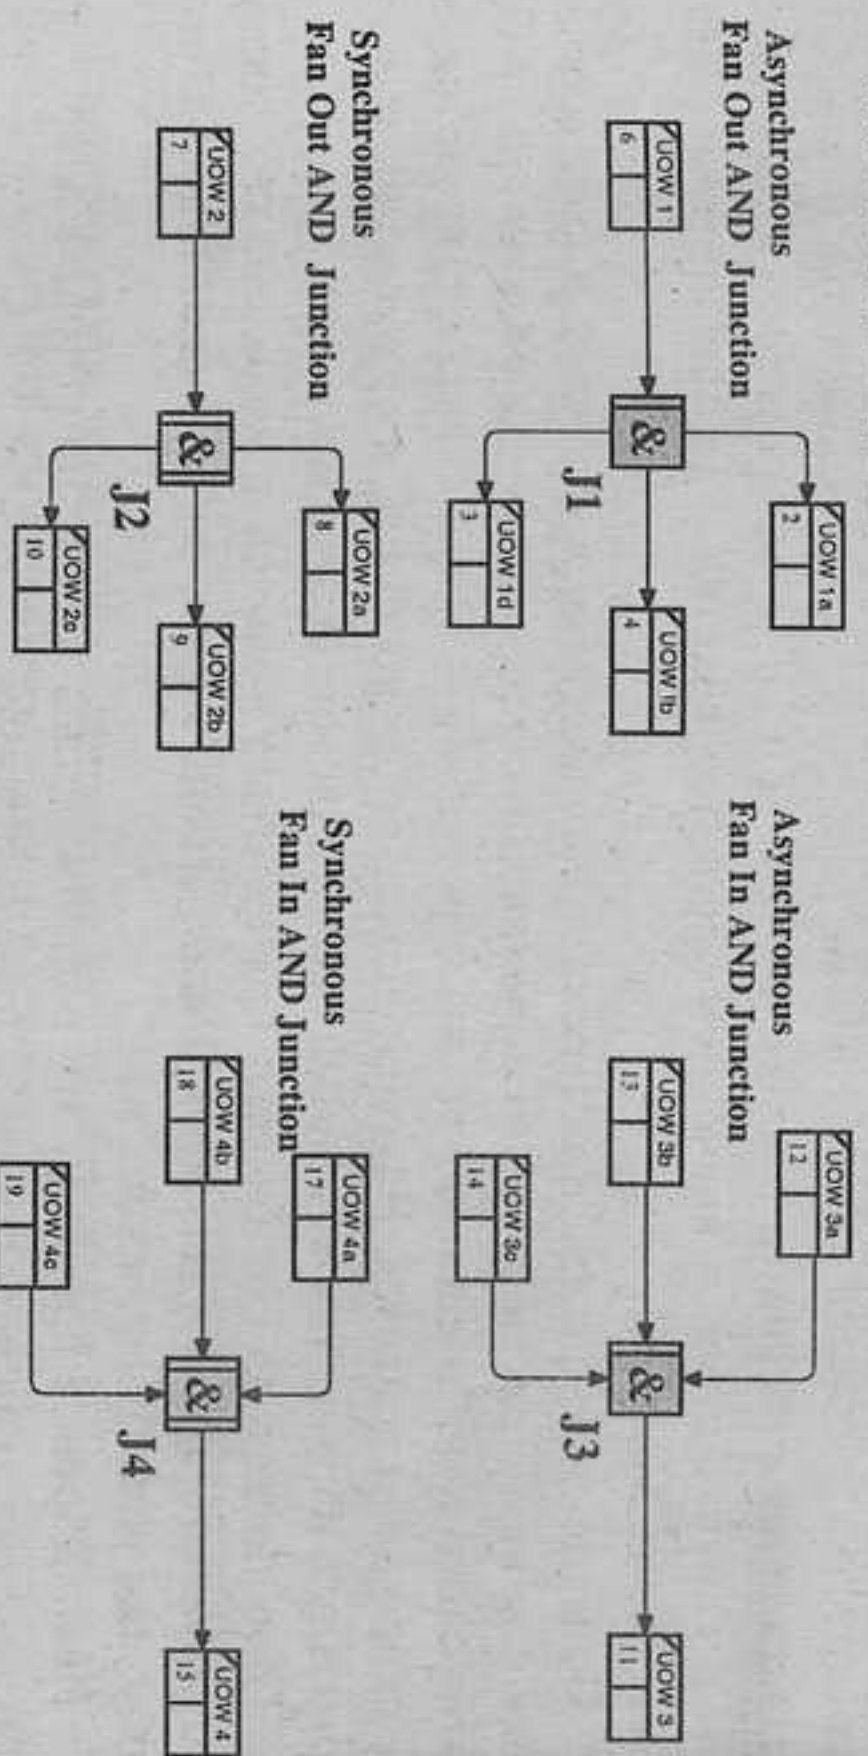 Asynchronous
Fan Out AND Junction
UOW 1
6
&
J1
UOW 1a
2
UOW 1b
4
UOW 1d
3
Asynchronous
Fan In AND Junction
UOW 3a
12
UOW 3b
13
UOW 3c
14
&
J3
UOW 3
11
Synchronous
Fan Out AND Junction
UOW 2
7
&
J2
UOW 2a
8
UOW 2b
9
UOW 2c
10
Synchronous
Fan In AND Junction
UOW 4a
17
UOW 4b
18
UOW 4c
19
&
J4
UOW 4
15